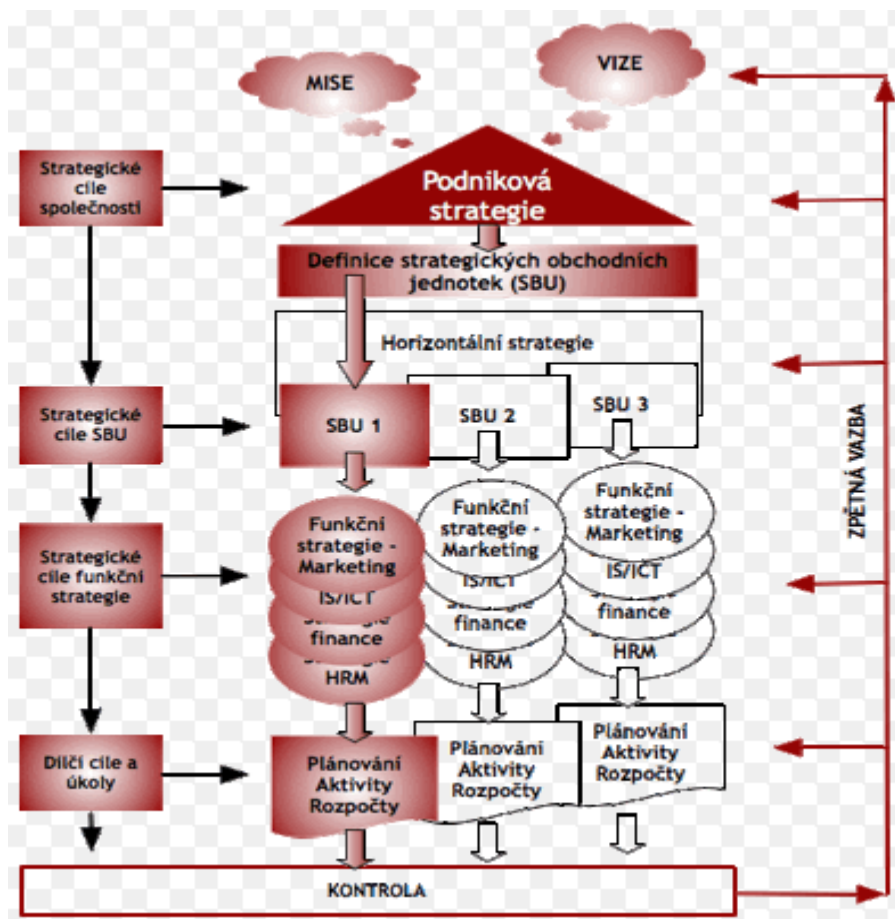 MISE
VIZE
Strategické
cíle
společnosti
Podniková
strategie
Definice strategických obchodních
jednotek (SBU)
Horizontální strategie
Strategické
cíle SBU
SBU 1
SBU 2
SBU 3
ZPĚTNÁ VAZBA
Strategické
cíle funkční
strategie
Funkční
strategie -
Marketing
IS/ICT
finance
HRM
Funkční
strategie -
Marketing
IS/ICT
finance
HRM
Funkční
strategie -
Marketing
IS/ICT
finance
HRM
Dílčí cíle a
úkoly
Plánování
Aktivity
Rozpočty
Plánování
Aktivity
Rozpočty
Plánování
Aktivity
Rozpočty
KONTROLA